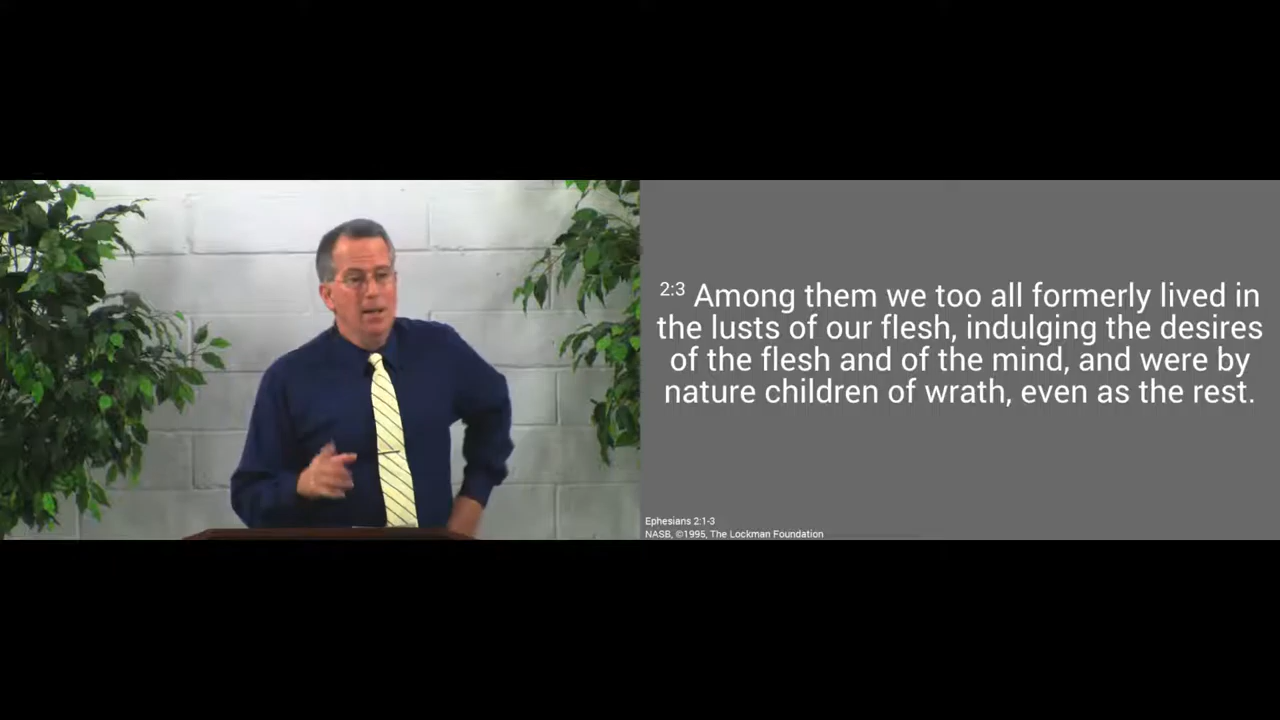 2:3 Among them we too all formerly lived in
the lusts of our flesh, indulging the desires
of the flesh and of the mind, and were by
nature children of wrath, even as the rest.
Ephesians 2:1-3
NASB, ©1995, The Lockman Foundation